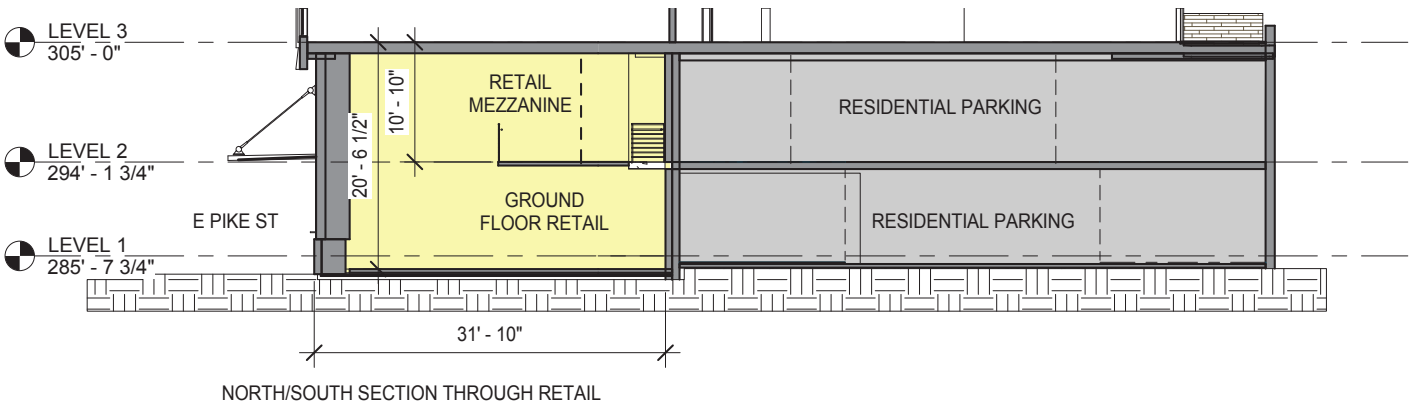 LEVEL 3
305' - 0"
RETAIL
MEZZANINE
10' - 10"
20' - 6 1/2"
RESIDENTIAL PARKING
LEVEL 2
294' - 1 3/4"
GROUND
FLOOR RETAIL
E PIKE ST
RESIDENTIAL PARKING
LEVEL 1
285' - 7 3/4"
31' - 10"
NORTH/SOUTH SECTION THROUGH RETAIL